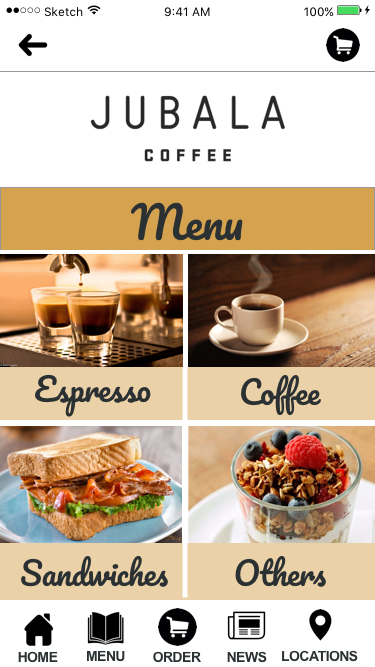 Sketch 9:41 AM 100%
JUBALA
COFFEE
Menu
Espresso Coffee
Sandwiches Others
HOME MENU ORDER NEWS LOCATIONS